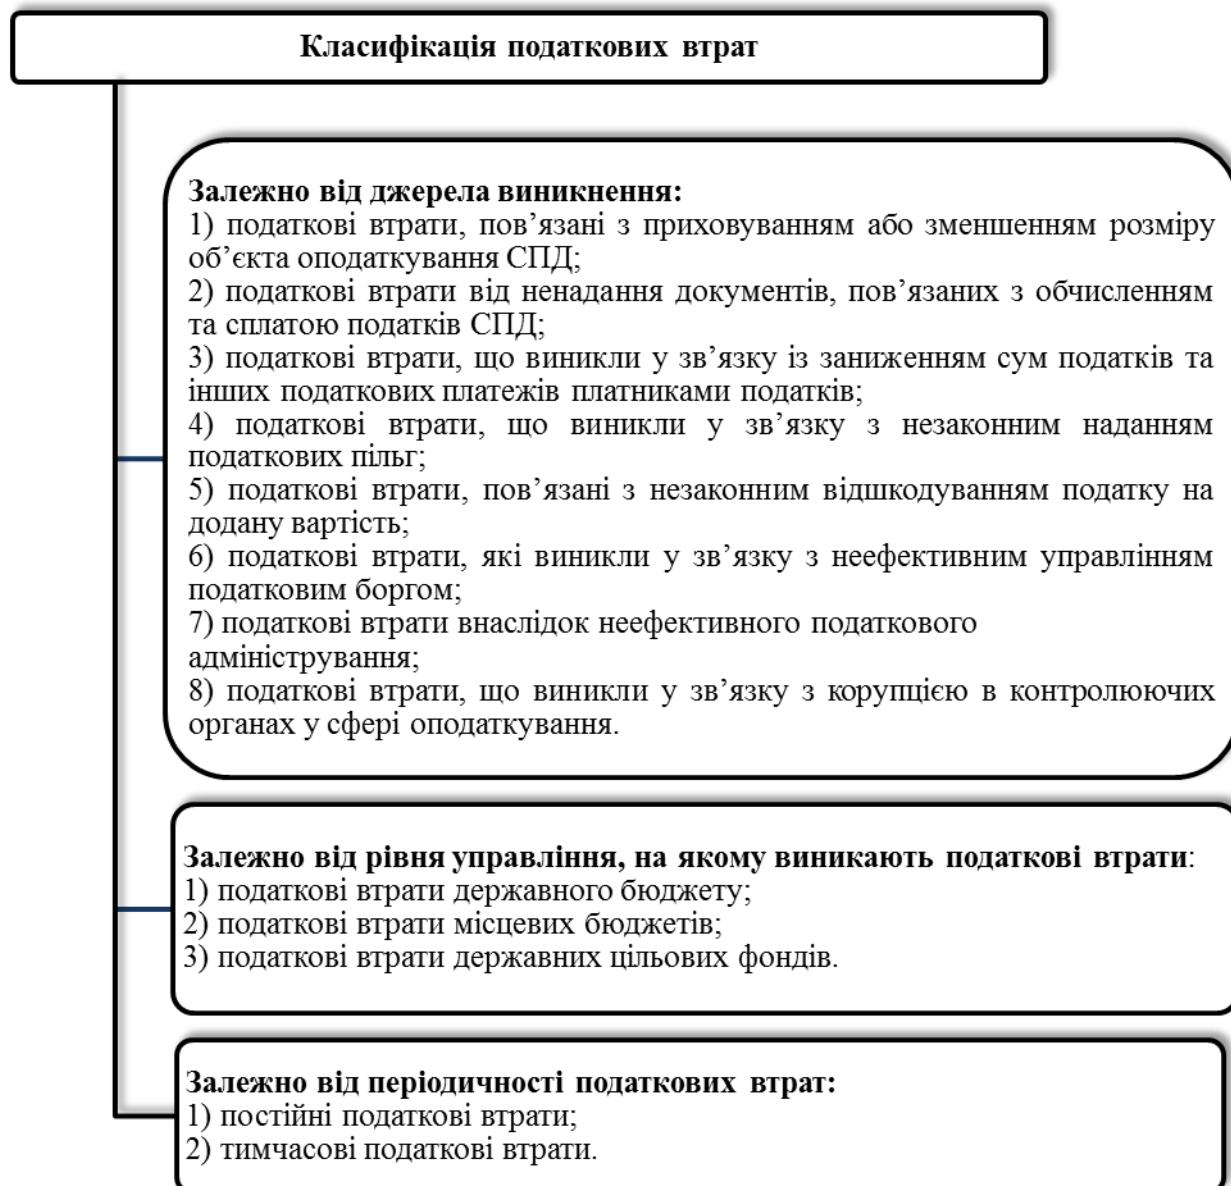 Класифікація податкових втрат
Залежно від джерела виникнення:
1) податкові втрати, пов’язані з приховуванням або зменшенням розміру
об’єкта оподаткування СПД;
2) податкові втрати від ненадання документів, пов’язаних з обчисленням
та сплатою податків СПД;
3) податкові втрати, що виникли у зв’язку із заниженням сум податків та
інших податкових платежів платниками податків;
4) податкові втрати, що виникли у зв’язку з незаконним наданням
податкових пільг;
5) податкові втрати, пов’язані з незаконним відшкодуванням податку на
додану вартість;
6) податкові втрати, які виникли у зв’язку з неефективним управлінням
податковим боргом;
7) податкові втрати внаслідок неефективного податкового
адміністрування;
8) податкові втрати, що виникли у зв’язку з корупцією в контролюючих
органах у сфері оподаткування.
Залежно від рівня управління, на якому виникають податкові втрати:
1) податкові втрати державного бюджету;
2) податкові втрати місцевих бюджетів;
3) податкові втрати державних цільових фондів.
Залежно від періодичності податкових втрат:
1) постійні податкові втрати;
2) тимчасові податкові втрати.